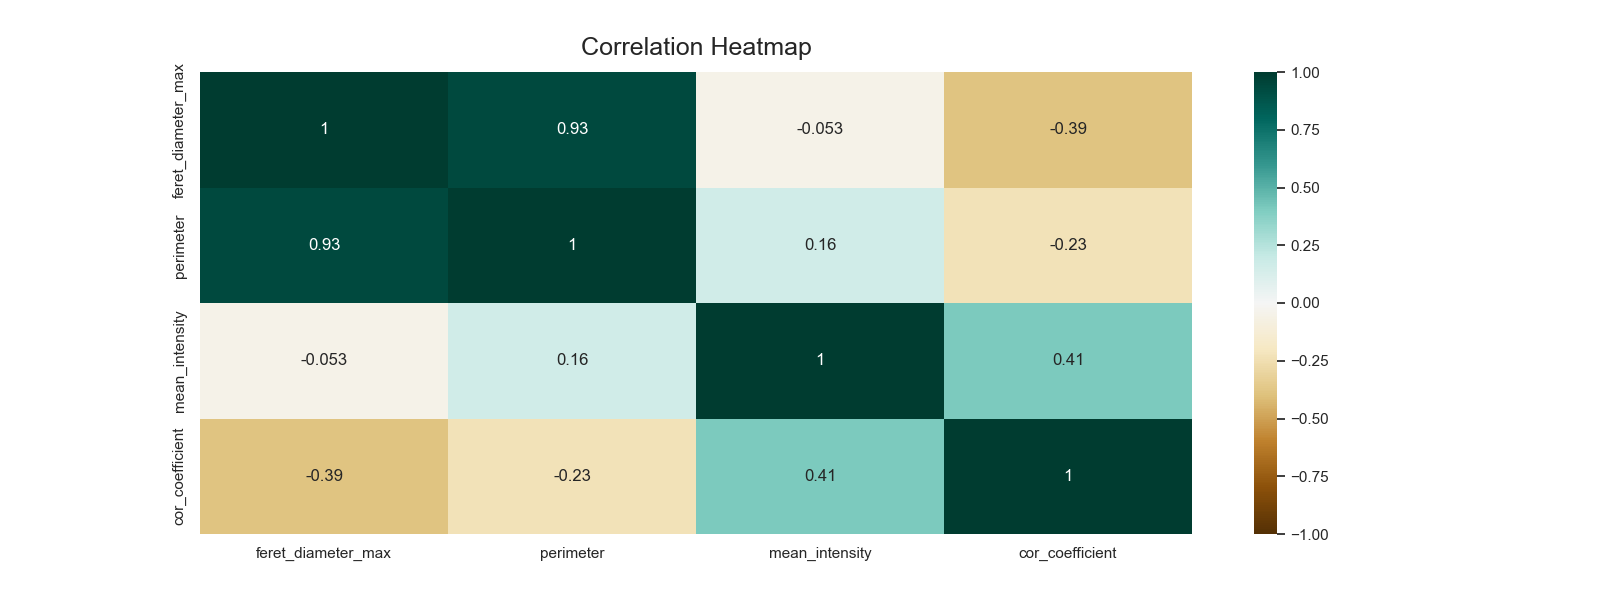 Correlation Heatmap
feret_diameter_max
1
0.93
-0.053
-0.39
perimeter
0.93
1
0.16
-0.23
mean_intensity
-0.053
0.16
1
0.41
cor_coefficient
-0.39
-0.23
0.41
1
feret_diameter_max
perimeter
mean_intensity
cor_coefficient
1.00
0.75
0.50
0.25
0.00
−0.25
−0.50
−0.75
−1.00